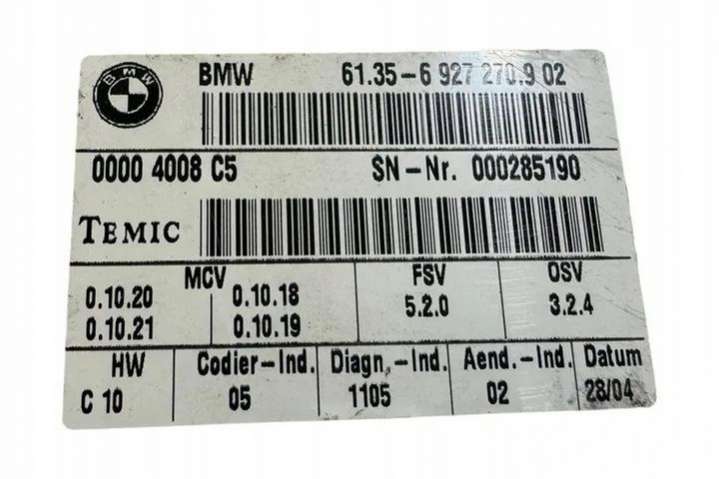 BMW
BMW 61.35-6 927 270.9 02
0000 4008 C5 SN-Nr. 000285190
TEMIC
MCV FSV OSV
0.10.20 0.10.18 5.2.0 3.2.4
0.10.21 0.10.19
HW Codier-Ind. Diagn.-Ind. Aend.-Ind. Datum
C 10 05 1105 02 28/04